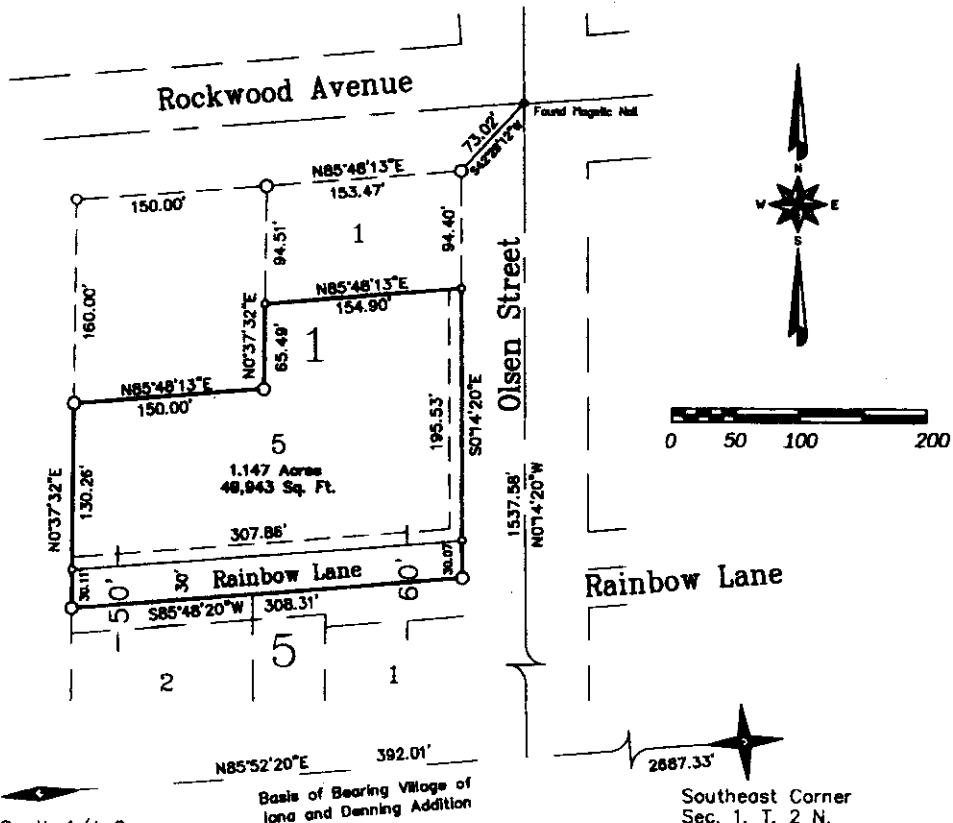 Rockwood Avenue
Found Magetic Nail
73.02'
S42°28'12"W
N85°48'13"E
153.47'
150.00'
94.51'
1
94.40'
N
W E
S
Olsen Street
N85°48'13"E
154.90'
160.00'
N0°37'32"E
65.49'
1
N85°48'13"E
150.00'
195.53'
S0°14'20"E
0 50 100 200
5
1.147 Acres
49,943 Sq. Ft.
N0°37'32"E
130.26'
1537.58'
N0°14'20"W
307.86'
30.11'
50'
30'
Rainbow Lane
60'
30.07'
Rainbow Lane
S85°48'20"W 308.31'
5
2
1
N85°52'20"E
392.01'
2687.33'
Basis of Bearing Village of
Iona and Denning Addition
Southeast Corner
Sec. 1, T. 2 N.